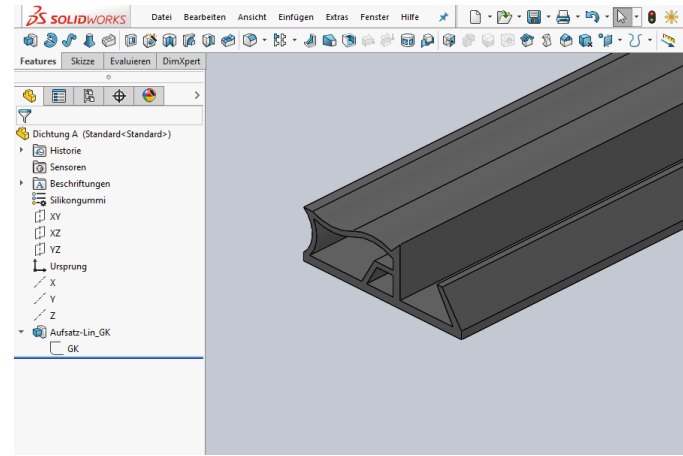 SOLIDWORKS Datei Bearbeiten Ansicht Einfügen Extras Fenster Hilfe
Features Skizze Evaluieren DimXpert
Dichtung A (Standard<Standard>)
Historie
Sensoren
A Beschriftungen
Silikongummi
XY
XZ
YZ
Ursprung
X
Y
Z
Aufsatz-Lin_GK
GK